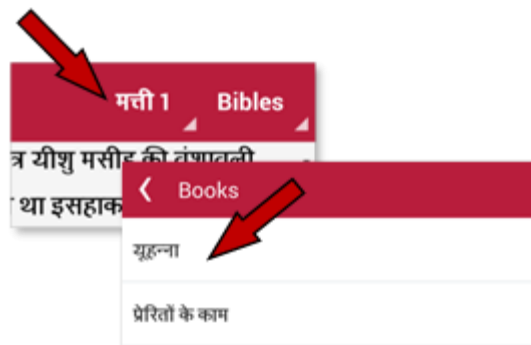 मत्ती 1 Bibles
त्र यीशु मसीह की वंशावली
था इसहाक
Books
यूहन्ना
प्रेरितों के काम